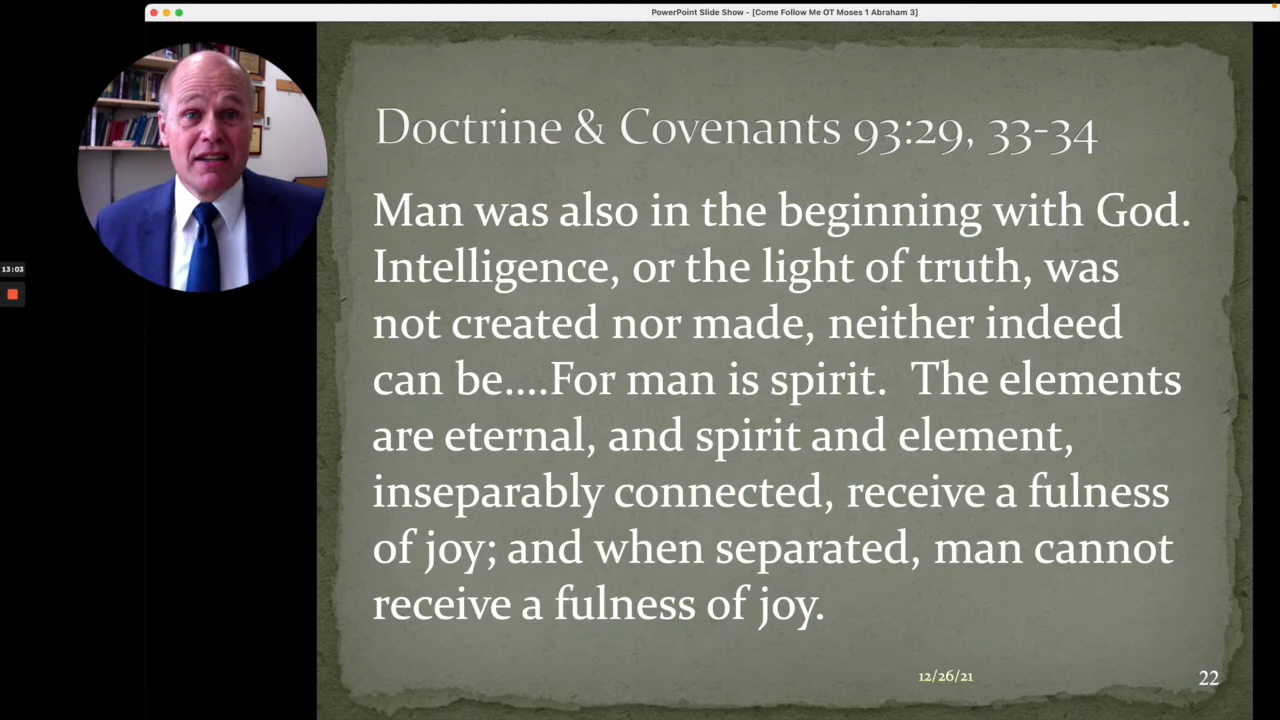 PowerPoint Slide Show - [Come Follow Me OT Moses 1 Abraham 3]
13:03
Doctrine & Covenants 93:29, 33-34
Man was also in the beginning with God.
Intelligence, or the light of truth, was
not created nor made, neither indeed
can be....For man is spirit.  The elements
are eternal, and spirit and element,
inseparably connected, receive a fulness
of joy; and when separated, man cannot
receive a fulness of joy.
12/26/21
22